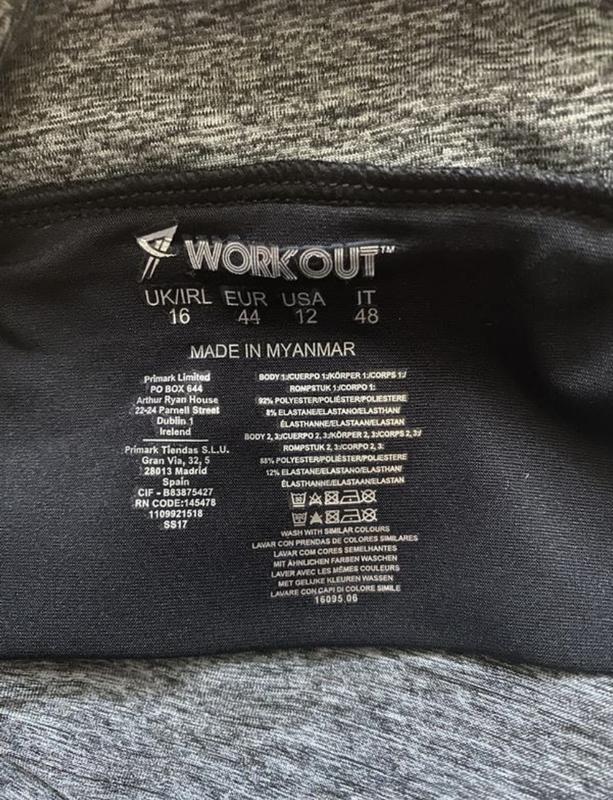 WORKOUT™
UK/IRL EUR USA IT
16 44 12 48
MADE IN MYANMAR
Primark Limited
PO BOX 644
Arthur Ryan House
22-24 Parnell Street
Dublin 1
Ireland
Primark Tiendas S.L.U.
Gran Via, 32, 5
28013 Madrid
Spain
CIF - B83875427
RN CODE:145478
1109921518
SS17
BODY 1:/CUERPO 1:/KÖRPER 1:/CORPS 1:/
ROMPSTUK 1:/CORPO 1:
92% POLYESTER/POLIÉSTER/POLIESTERE
8% ELASTANE/ELASTANO/ELASTHAN/
ÉLASTHANNE/ELASTAAN/ELASTAN
BODY 2, 3:/CUERPO 2, 3:/KÖRPER 2, 3:/CORPS 2, 3:/
ROMPSTUK 2, 3:/CORPO 2, 3:
88% POLYESTER/POLIÉSTER/POLIESTERE
12% ELASTANE/ELASTANO/ELASTHAN/
ÉLASTHANNE/ELASTAAN/ELASTAN
WASH WITH SIMILAR COLOURS
LAVAR CON PRENDAS DE COLORES SIMILARES
LAVAR COM CORES SEMELHANTES
MIT ÄHNLICHEN FARBEN WASCHEN
LAVER AVEC LES MÊMES COULEURS
MET GELIJKE KLEUREN WASSEN
LAVARE CON CAPI DI COLORE SIMILE
16095.06